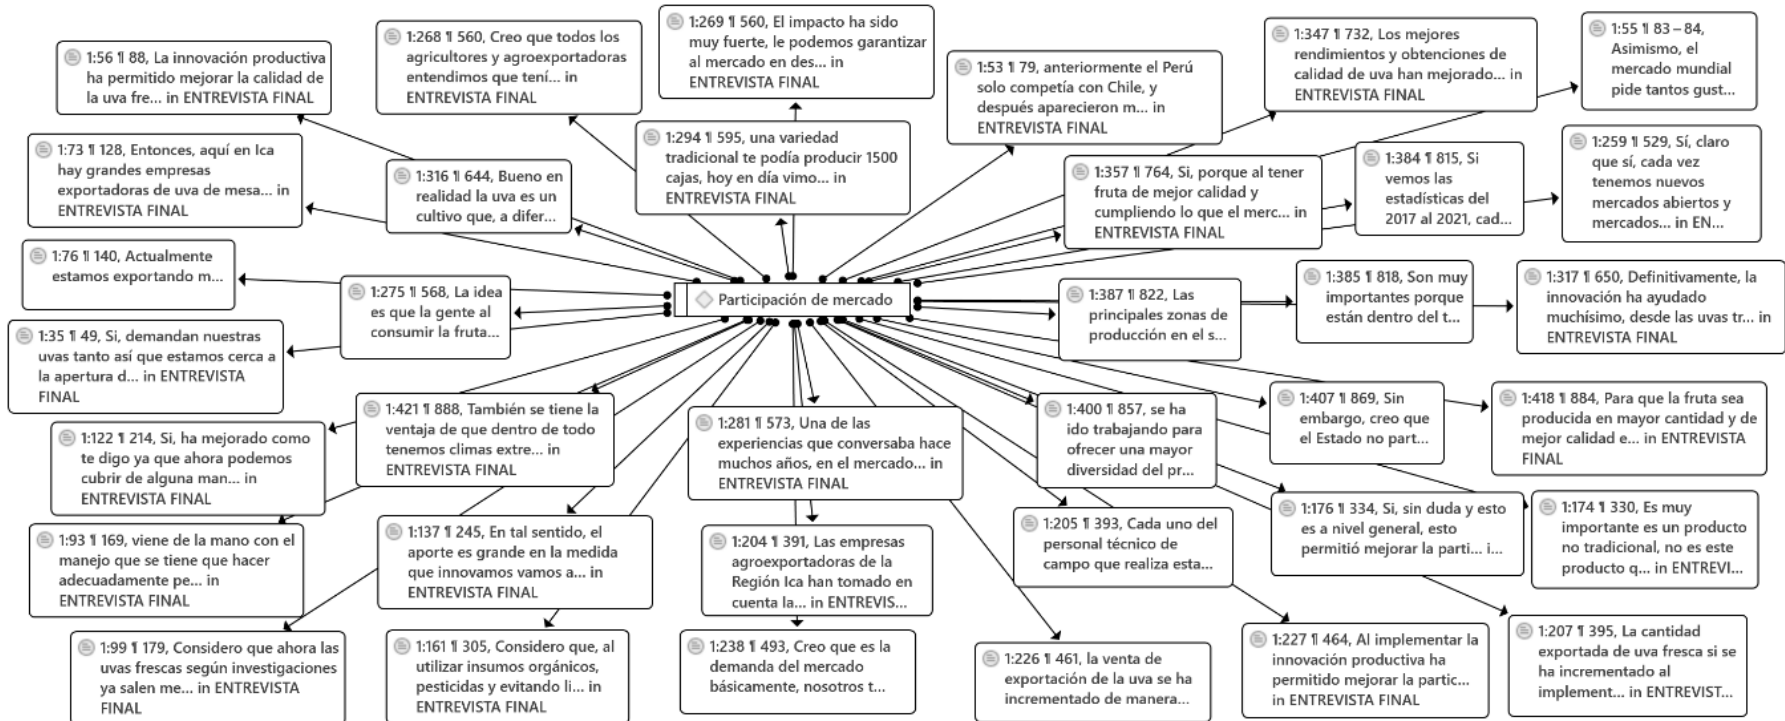 1:56 ¶ 88, La innovación productiva
ha permitido mejorar la calidad de
la uva fre... in ENTREVISTA FINAL
1:268 ¶ 560, Creo que todos los
agricultores y agroexportadoras
entendimos que tení... in
ENTREVISTA FINAL
1:269 ¶ 560, El impacto ha sido
muy fuerte, le podemos garantizar
al mercado en des... in
ENTREVISTA FINAL
1:53 ¶ 79, anteriormente el Perú
solo competía con Chile, y
después aparecieron m... in
ENTREVISTA FINAL
1:347 ¶ 732, Los mejores
rendimientos y obtenciones de
calidad de uva han mejorado... in
ENTREVISTA FINAL
1:55 ¶ 83 – 84,
Asimismo, el
mercado mundial
pide tantos gust...
1:73 ¶ 128, Entonces, aquí en Ica
hay grandes empresas
exportadoras de uva de mesa... in
ENTREVISTA FINAL
1:316 ¶ 644, Bueno en
realidad la uva es un
cultivo que, a difer...
1:294 ¶ 595, una variedad
tradicional te podía producir 1500
cajas, hoy en día vimo... in
ENTREVISTA FINAL
1:357 ¶ 764, Si, porque al tener
fruta de mejor calidad y
cumpliendo lo que el merc... in
ENTREVISTA FINAL
1:384 ¶ 815, Si
vemos las
estadísticas del
2017 al 2021, cad...
1:259 ¶ 529, Sí, claro
que sí, cada vez
tenemos nuevos
mercados abiertos y
mercados... in EN...
1:76 ¶ 140, Actualmente
estamos exportando m...
1:275 ¶ 568, La idea
es que la gente al
consumir la fruta...
Participación de mercado
1:387 ¶ 822, Las
principales zonas de
producción en el s...
1:385 ¶ 818, Son muy
importantes porque
están dentro del t...
1:317 ¶ 650, Definitivamente, la
innovación ha ayudado
muchísimo, desde las uvas tr... in
ENTREVISTA FINAL
1:35 ¶ 49, Si, demandan nuestras
uvas tanto así que estamos cerca a
la apertura d... in ENTREVISTA
FINAL
1:421 ¶ 888, También se tiene la
ventaja de que dentro de todo
tenemos climas extre... in
ENTREVISTA FINAL
1:281 ¶ 573, Una de las
experiencias que conversaba hace
muchos años, en el mercado... in
ENTREVISTA FINAL
1:400 ¶ 857, se ha
ido trabajando para
ofrecer una mayor
diversidad del pr...
1:407 ¶ 869, Sin
embargo, creo que
el Estado no part...
1:418 ¶ 884, Para que la fruta sea
producida en mayor cantidad y de
mejor calidad e... in ENTREVISTA
FINAL
1:122 ¶ 214, Si, ha mejorado como
te digo ya que ahora podemos
cubrir de alguna man... in
ENTREVISTA FINAL
1:93 ¶ 169, viene de la mano con el
manejo que se tiene que hacer
adecuadamente pe... in
ENTREVISTA FINAL
1:137 ¶ 245, En tal sentido, el
aporte es grande en la medida
que innovamos vamos a... in
ENTREVISTA FINAL
1:204 ¶ 391, Las empresas
agroexportadoras de la
Región Ica han tomado en
cuenta la... in ENTREVIS...
1:205 ¶ 393, Cada uno del
personal técnico de
campo que realiza esta...
1:176 ¶ 334, Si, sin duda y esto
es a nivel general, esto
permitió mejorar la parti... i...
1:174 ¶ 330, Es muy
importante es un producto
no tradicional, no es este
producto q... in ENTREVI...
1:99 ¶ 179, Considero que ahora las
uvas frescas según investigaciones
ya salen me... in ENTREVISTA
FINAL
1:161 ¶ 305, Considero que, al
utilizar insumos orgánicos,
pesticidas y evitando li... in
ENTREVISTA FINAL
1:238 ¶ 493, Creo que es la
demanda del mercado
básicamente, nosotros t...
1:226 ¶ 461, la venta de
exportación de la uva se ha
incrementado de manera...
1:227 ¶ 464, Al implementar la
innovación productiva ha
permitido mejorar la partic...
in ENTREVISTA FINAL
1:207 ¶ 395, La cantidad
exportada de uva fresca si se
ha incrementado al
implement... in ENTREVIST...